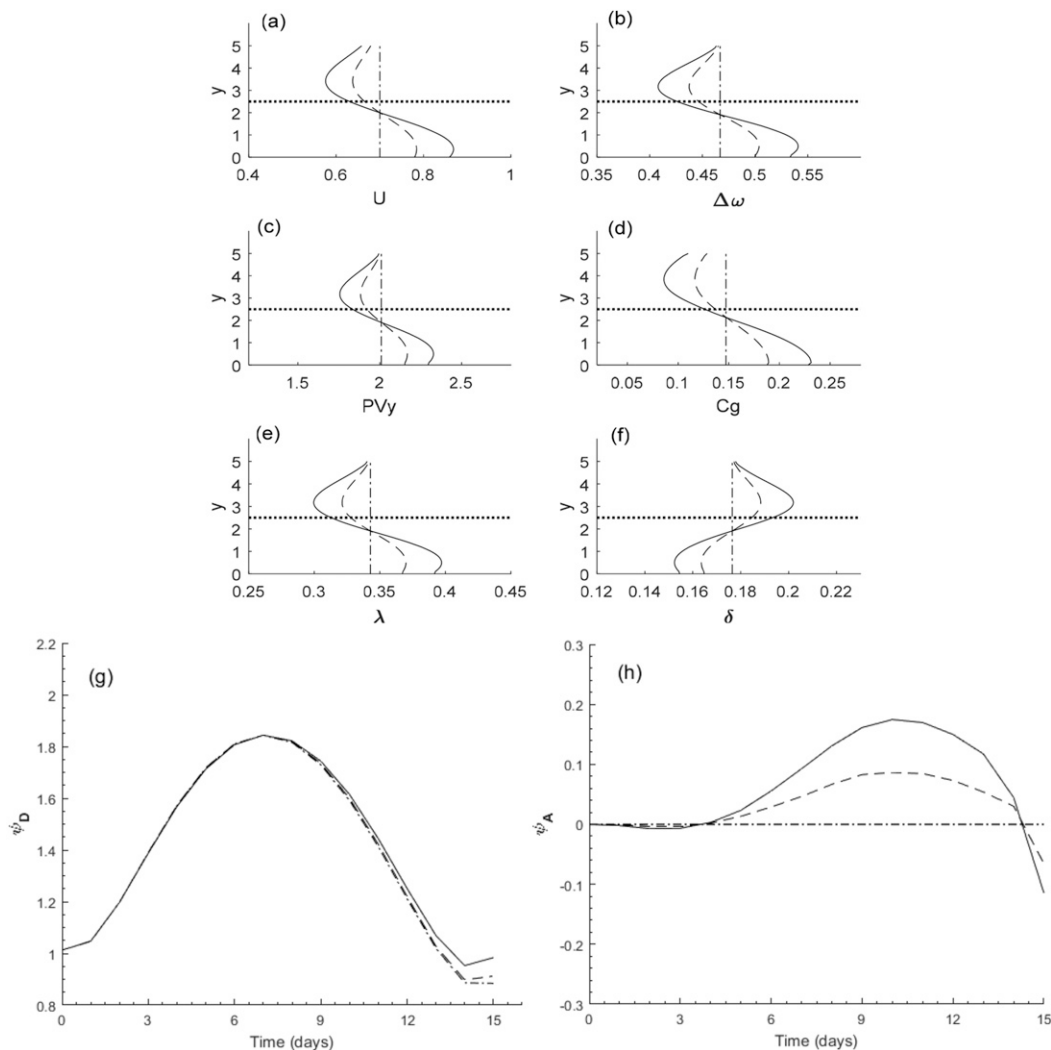 (a)
y
5
4
3
2
1
0
0.4 0.5 0.6 0.7 0.8 0.9 1
U
(b)
y
5
4
3
2
1
0
0.35 0.4 0.45 0.5 0.55
Δω
(c)
y
5
4
3
2
1
0
1.5 2 2.5
PVy
(d)
y
5
4
3
2
1
0
0.05 0.1 0.15 0.2 0.25
Cg
(e)
y
5
4
3
2
1
0
0.25 0.3 0.35 0.4 0.45
λ
(f)
y
5
4
3
2
1
0
0.12 0.14 0.16 0.18 0.2 0.22
δ
(g)
ψD
2.2
2
1.8
1.6
1.4
1.2
1
0.8
0 3 6 9 12 15
Time (days)
(h)
ψA
0.3
0.2
0.1
0
-0.1
-0.2
-0.3
0 3 6 9 12 15
Time (days)